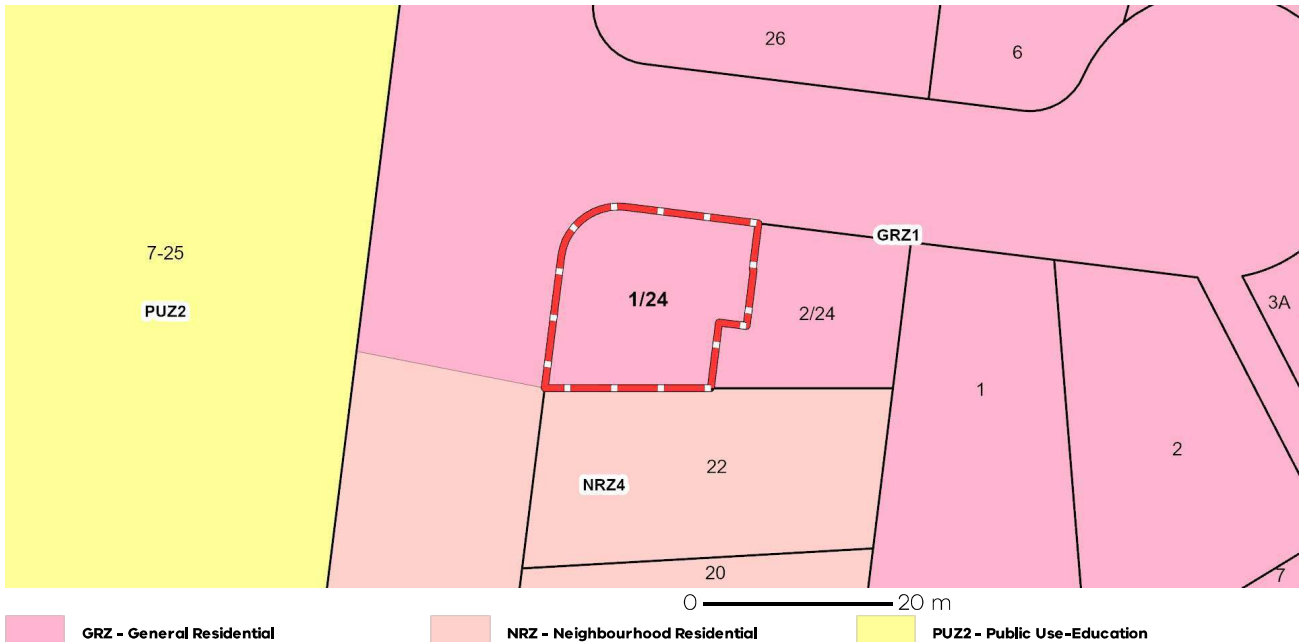 26
6
GRZ1
7-25
1/24
3A
PUZ2
2/24
1
2
22
NRZ4
20
7
0 20 m
GRZ - General Residential
NRZ - Neighbourhood Residential
PUZ2 - Public Use-Education